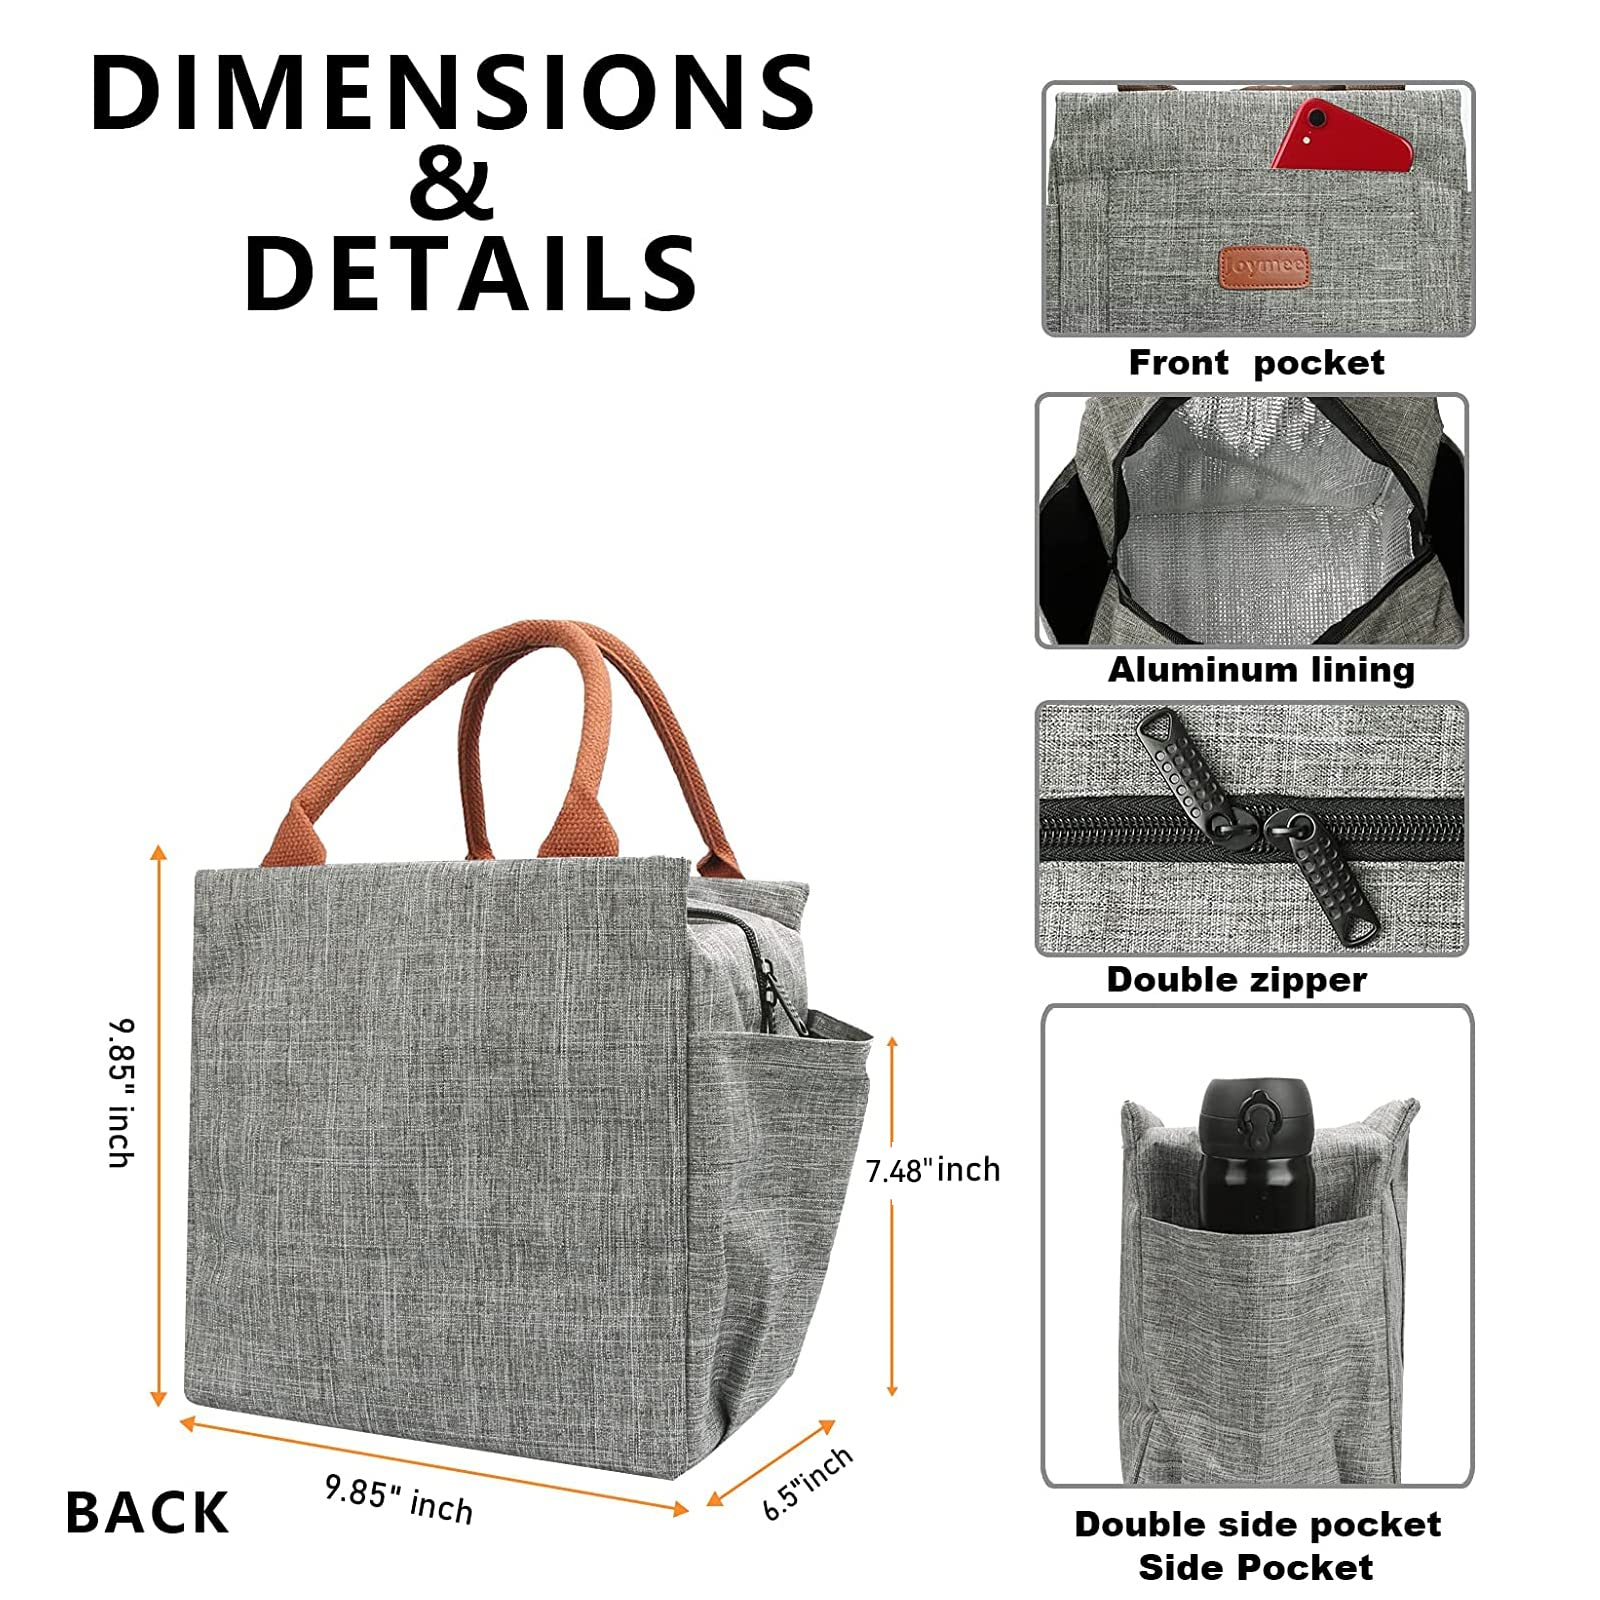 DIMENSIONS
&
DETAILS
Joymee
Front pocket
Aluminum lining
Double zipper
9.85" inch
7.48" inch
9.85" inch
6.5" inch
BACK
Double side pocket
Side Pocket